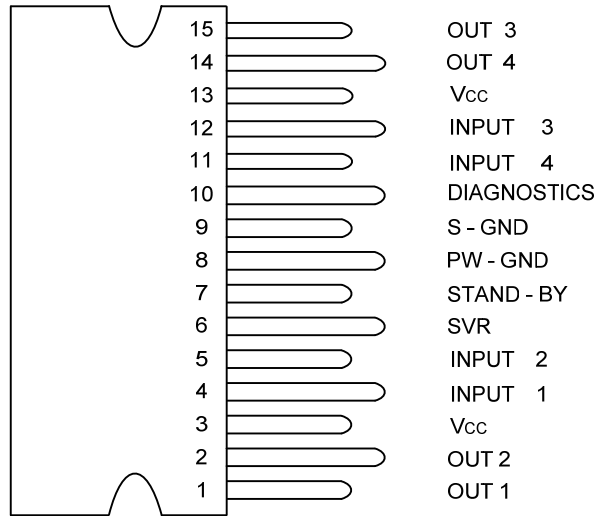 15 OUT 3
14 OUT 4
13 Vcc
12 INPUT 3
11 INPUT 4
10 DIAGNOSTICS
9 S - GND
8 PW - GND
7 STAND - BY
6 SVR
5 INPUT 2
4 INPUT 1
3 Vcc
2 OUT 2
1 OUT 1